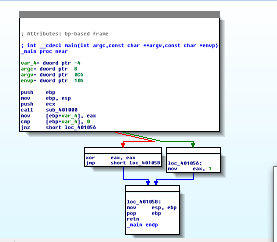 ; Attributes: bp-based frame
; int __cdecl main(int argc,const char **argv,const char *envp)
_main proc near
var_4= dword ptr -4
argc= dword ptr  8
argv= dword ptr  0Ch
envp= dword ptr  10h
push    ebp
mov     ebp, esp
push    ecx
call    sub_401000
mov     [ebp+var_4], eax
cmp     [ebp+var_4], 0
jnz     short loc_401056
xor     eax, eax
jmp     short loc_401058
loc_401056:
mov     eax, 1
loc_401058:
mov     esp, ebp
pop     ebp
retn
_main endp